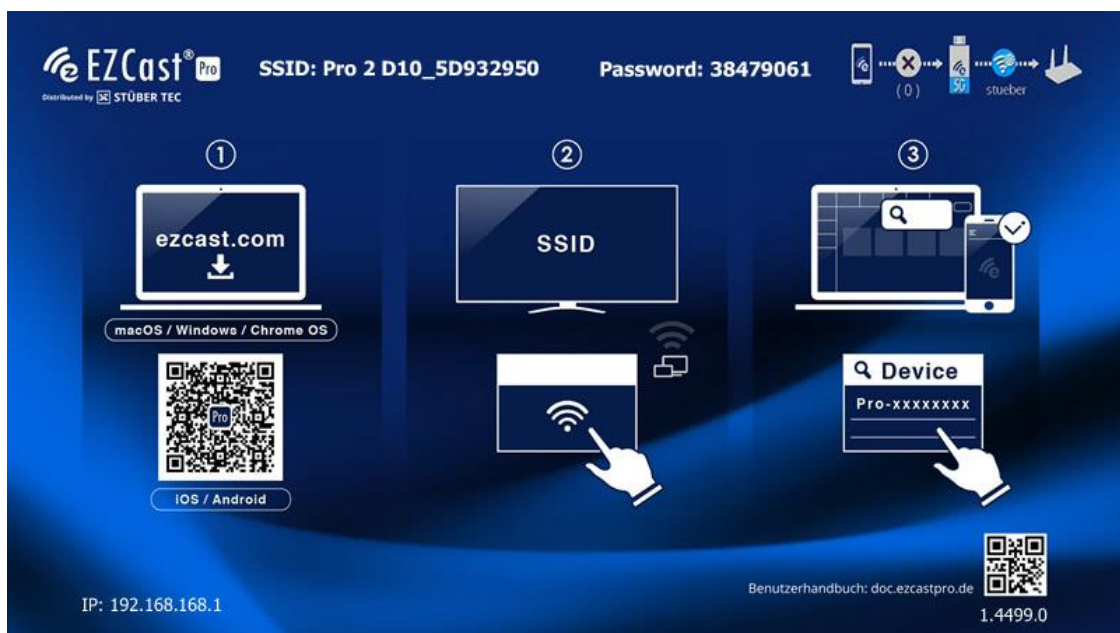 EZCast® Pro
Distributed by STÜBER TEC
SSID: Pro 2 D10_5D932950
Password: 38479061
( 0 )
5G
stueber
1
2
3
ezcast.com
SSID
macOS / Windows / Chrome OS
Device
Pro-xxxxxxxx
Pro
iOS / Android
Benutzerhandbuch: doc.ezcastpro.de
IP: 192.168.168.1
1.4499.0